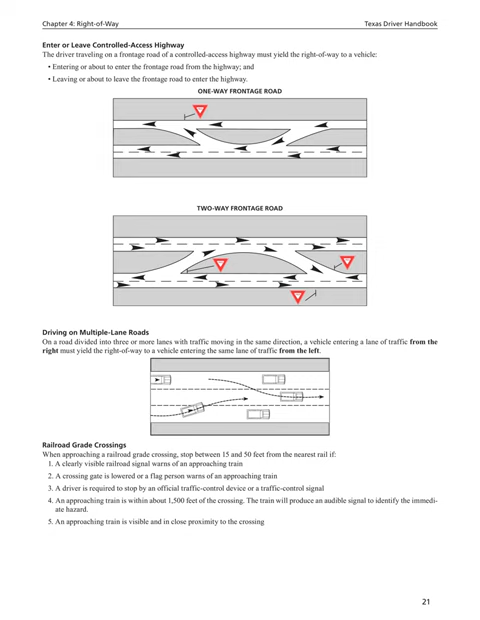 Chapter 4: Right-of-Way
Texas Driver Handbook
Enter or Leave Controlled-Access Highway
The driver traveling on a frontage road of a controlled-access highway must yield the right-of-way to a vehicle:
• Entering or about to enter the frontage road from the highway; and
• Leaving or about to leave the frontage road to enter the highway.
ONE-WAY FRONTAGE ROAD
TWO-WAY FRONTAGE ROAD
Driving on Multiple-Lane Roads
On a road divided into three or more lanes with traffic moving in the same direction, a vehicle entering a lane of traffic from the
right must yield the right-of-way to a vehicle entering the same lane of traffic from the left.
Railroad Grade Crossings
When approaching a railroad grade crossing, stop between 15 and 50 feet from the nearest rail if:
1. A clearly visible railroad signal warns of an approaching train
2. A crossing gate is lowered or a flag person warns of an approaching train
3. A driver is required to stop by an official traffic-control device or a traffic-control signal
4. An approaching train is within about 1,500 feet of the crossing. The train will produce an audible signal to identify the immedi-
ate hazard.
5. An approaching train is visible and in close proximity to the crossing
21